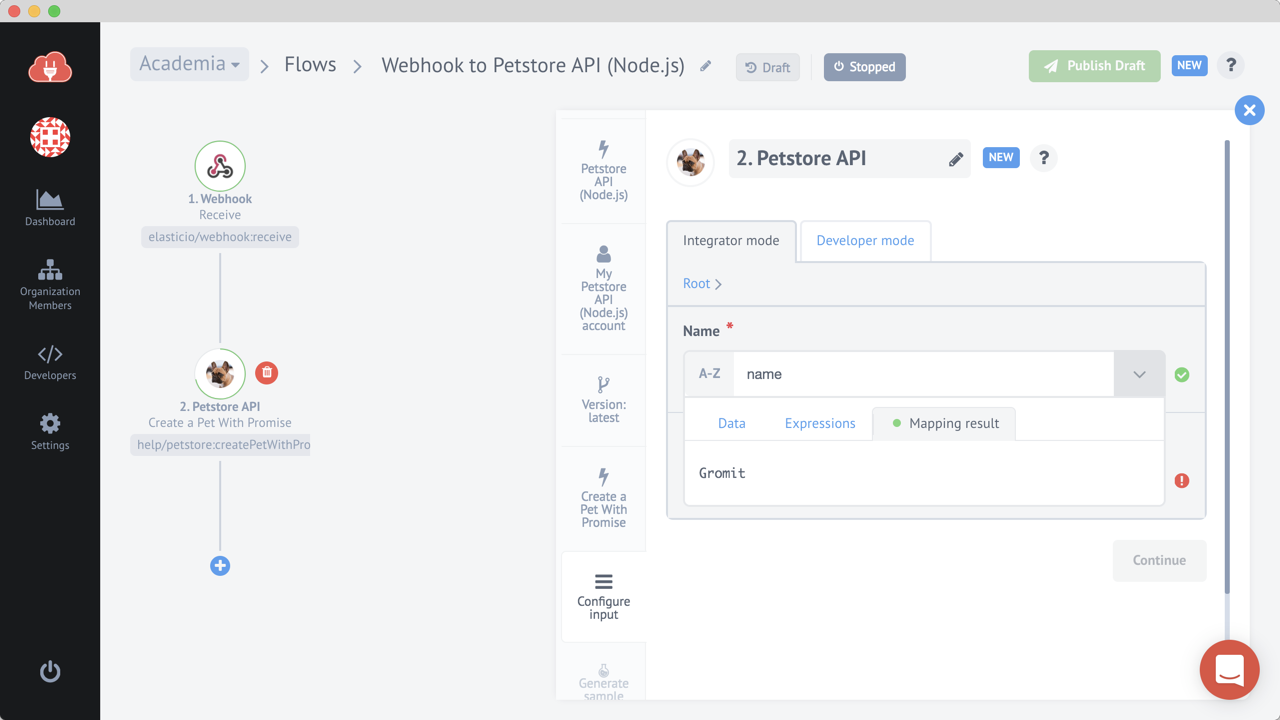 Academia
Flows
Webhook to Petstore API (Node.js)
Draft
Stopped
Publish Draft
NEW
?
Dashboard
Organization
Members
Developers
Settings
1. Webhook
Receive
elasticio/webhook:receive
2. Petstore API
Create a Pet With Promise
help/petstore:createPetWithPro
Petstore
API
(Node.js)
My
Petstore
API
(Node.js)
account
Version:
latest
Create a
Pet With
Promise
Configure
input
Generate
sample
2. Petstore API
NEW
?
Integrator mode
Developer mode
Root
Name *
A-Z
name
Data
Expressions
Mapping result
Gromit
Continue